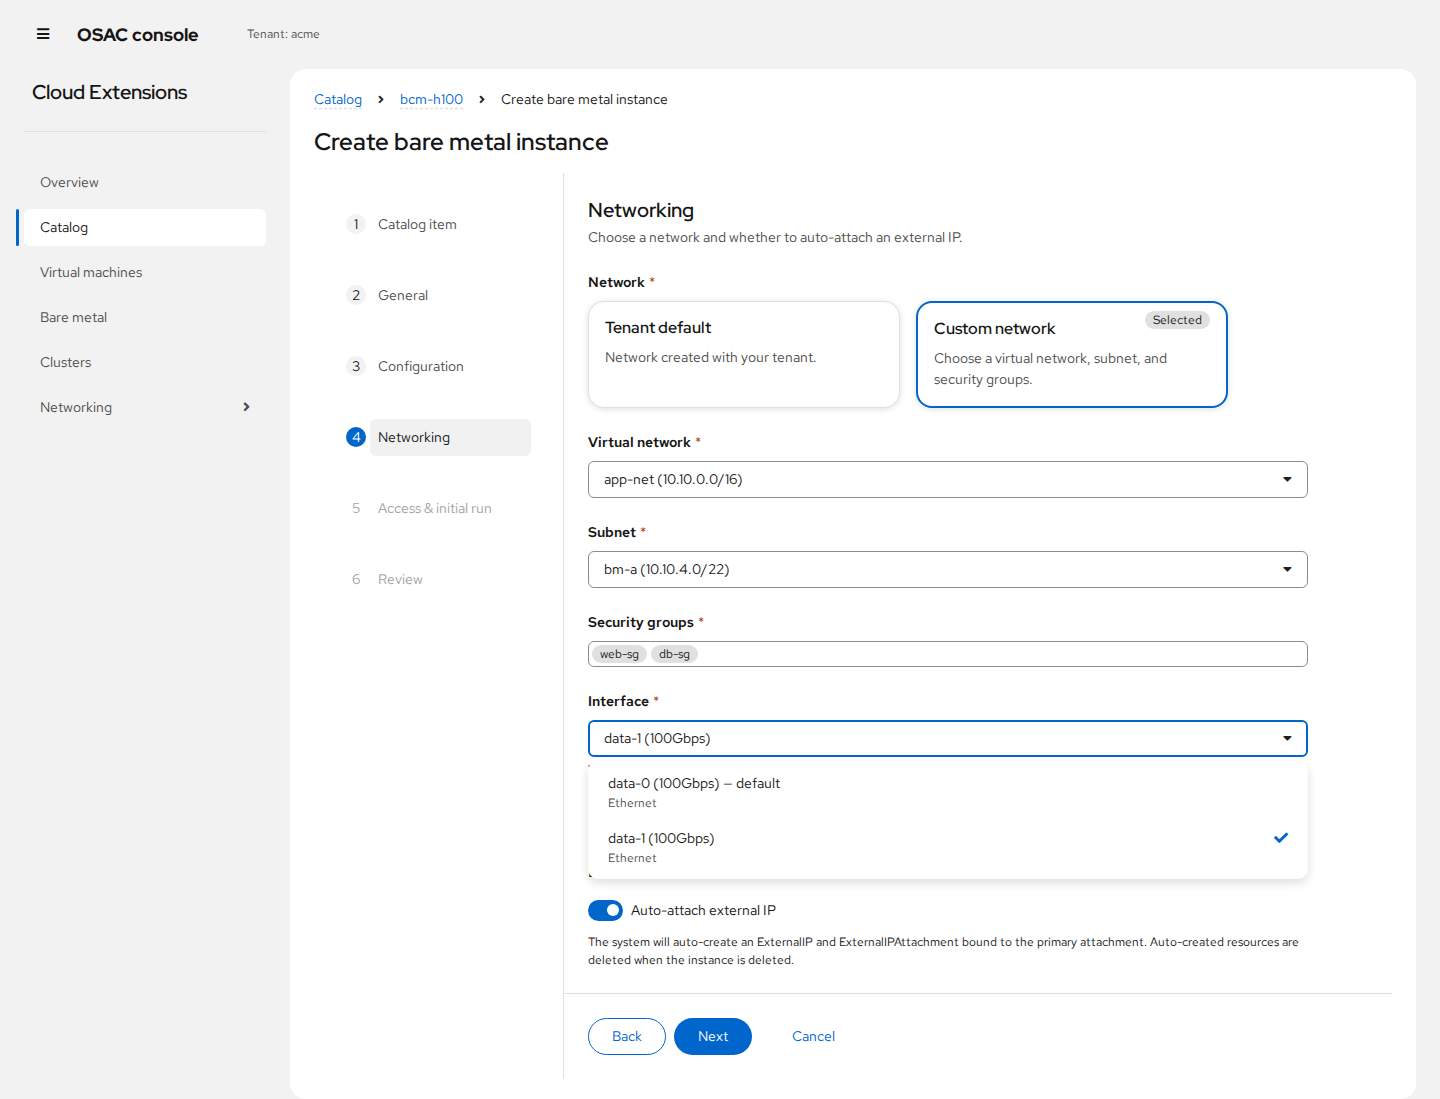 OSAC console
Tenant: acme
Cloud Extensions
Overview
Catalog
Virtual machines
Bare metal
Clusters
Networking
Catalog
bcm-h100
Create bare metal instance
Create bare metal instance
1 Catalog item
2 General
3 Configuration
4 Networking
5 Access & initial run
6 Review
Networking
Choose a network and whether to auto-attach an external IP.
Network *
Tenant default
Network created with your tenant.
Custom network
Selected
Choose a virtual network, subnet, and
security groups.
Virtual network *
app-net (10.10.0.0/16)
Subnet *
bm-a (10.10.4.0/22)
Security groups *
web-sg db-sg
Interface *
data-1 (100Gbps)
data-0 (100Gbps) — default
Ethernet
data-1 (100Gbps)
Ethernet
Auto-attach external IP
The system will auto-create an ExternalIP and ExternalIPAttachment bound to the primary attachment. Auto-created resources are
deleted when the instance is deleted.
Back
Next
Cancel